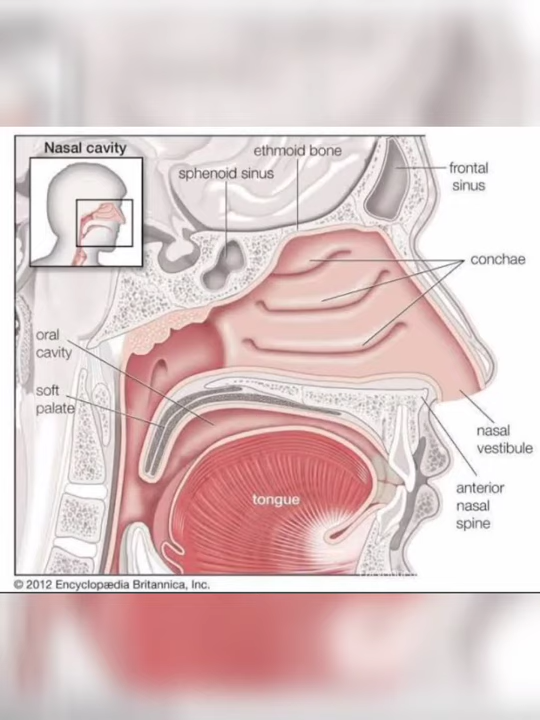 Nasal cavity
ethmoid bone
sphenoid sinus
frontal
sinus
conchae
oral
cavity
soft
palate
nasal
vestibule
tongue
anterior
nasal
spine
© 2012 Encyclopædia Britannica, Inc.